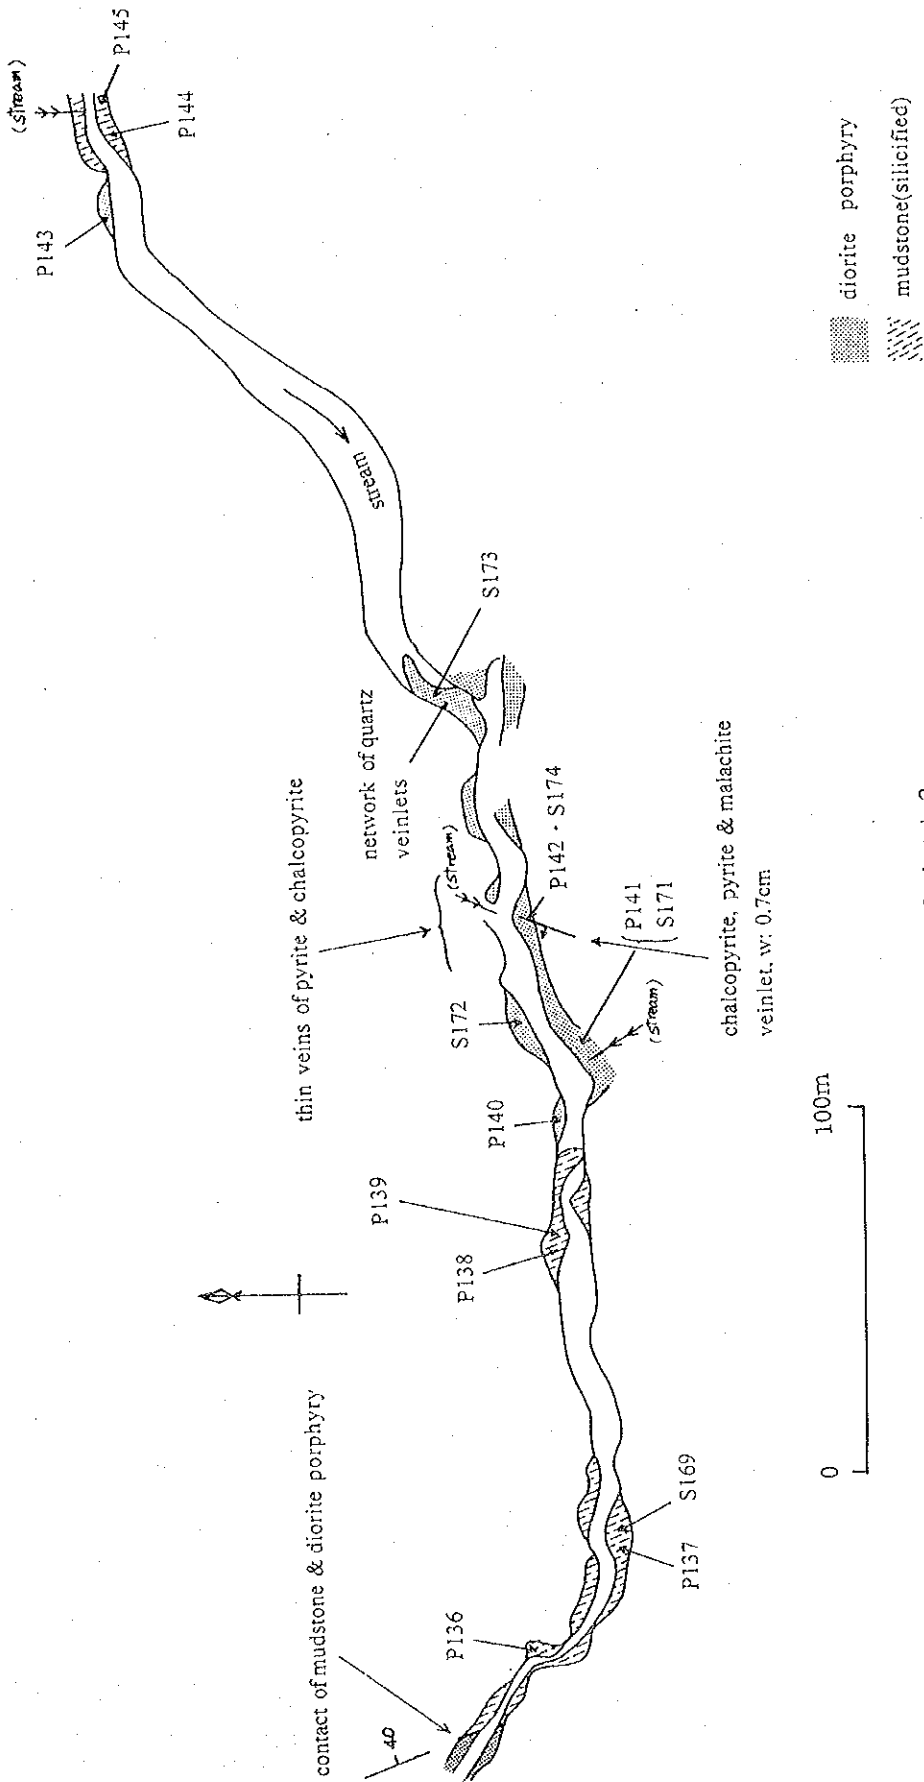 contact of mudstone & diorite porphyry
40
P136
P137
S169
P138
P139
P140
S172
thin veins of pyrite & chalcopyrite
(stream)
network of quartz
veinlets
S173
P142・S174
P141
S171
(stream)
chalcopyrite, pyrite & malachite
veinlet, w: 0.7cm
stream
P143
(stream)
P144
P145
0
100m
diorite porphyry
mudstone(silicified)